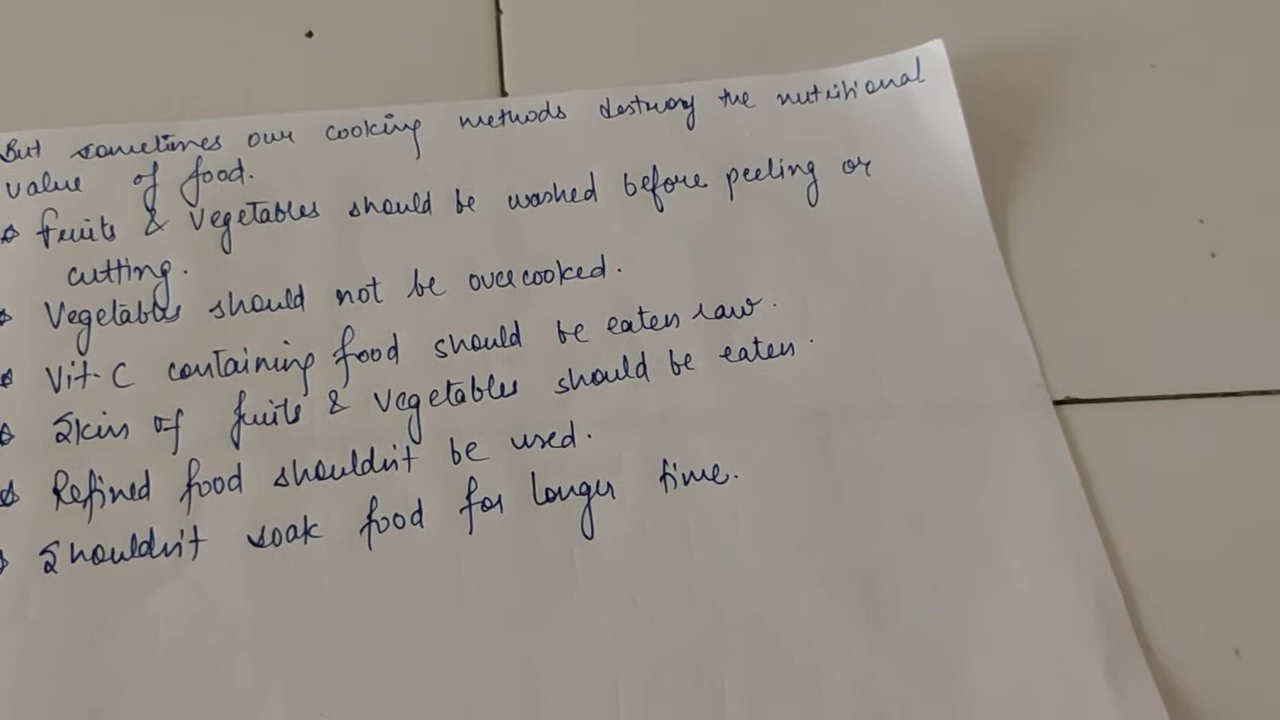 But sometimes our cooking methods destroy the nutritional
value of food.
fruits & vegetables should be washed before peeling or
cutting.
Vegetables should not be overcooked.
Vit-C containing food should be eaten raw.
Skin of fruits & vegetables should be eaten.
Refined food shouldn't be used.
Shouldn't soak food for longer time.